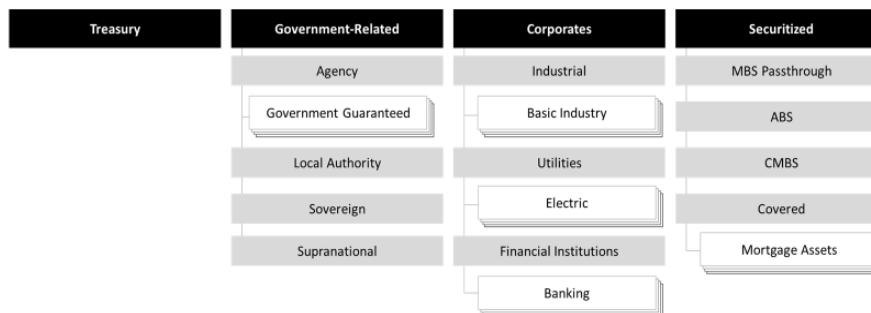 Treasury
Government-Related
Corporates
Securitized
Agency
Industrial
MBS Passthrough
Government Guaranteed
Basic Industry
ABS
Local Authority
Utilities
CMBS
Sovereign
Electric
Covered
Supranational
Financial Institutions
Mortgage Assets
Banking